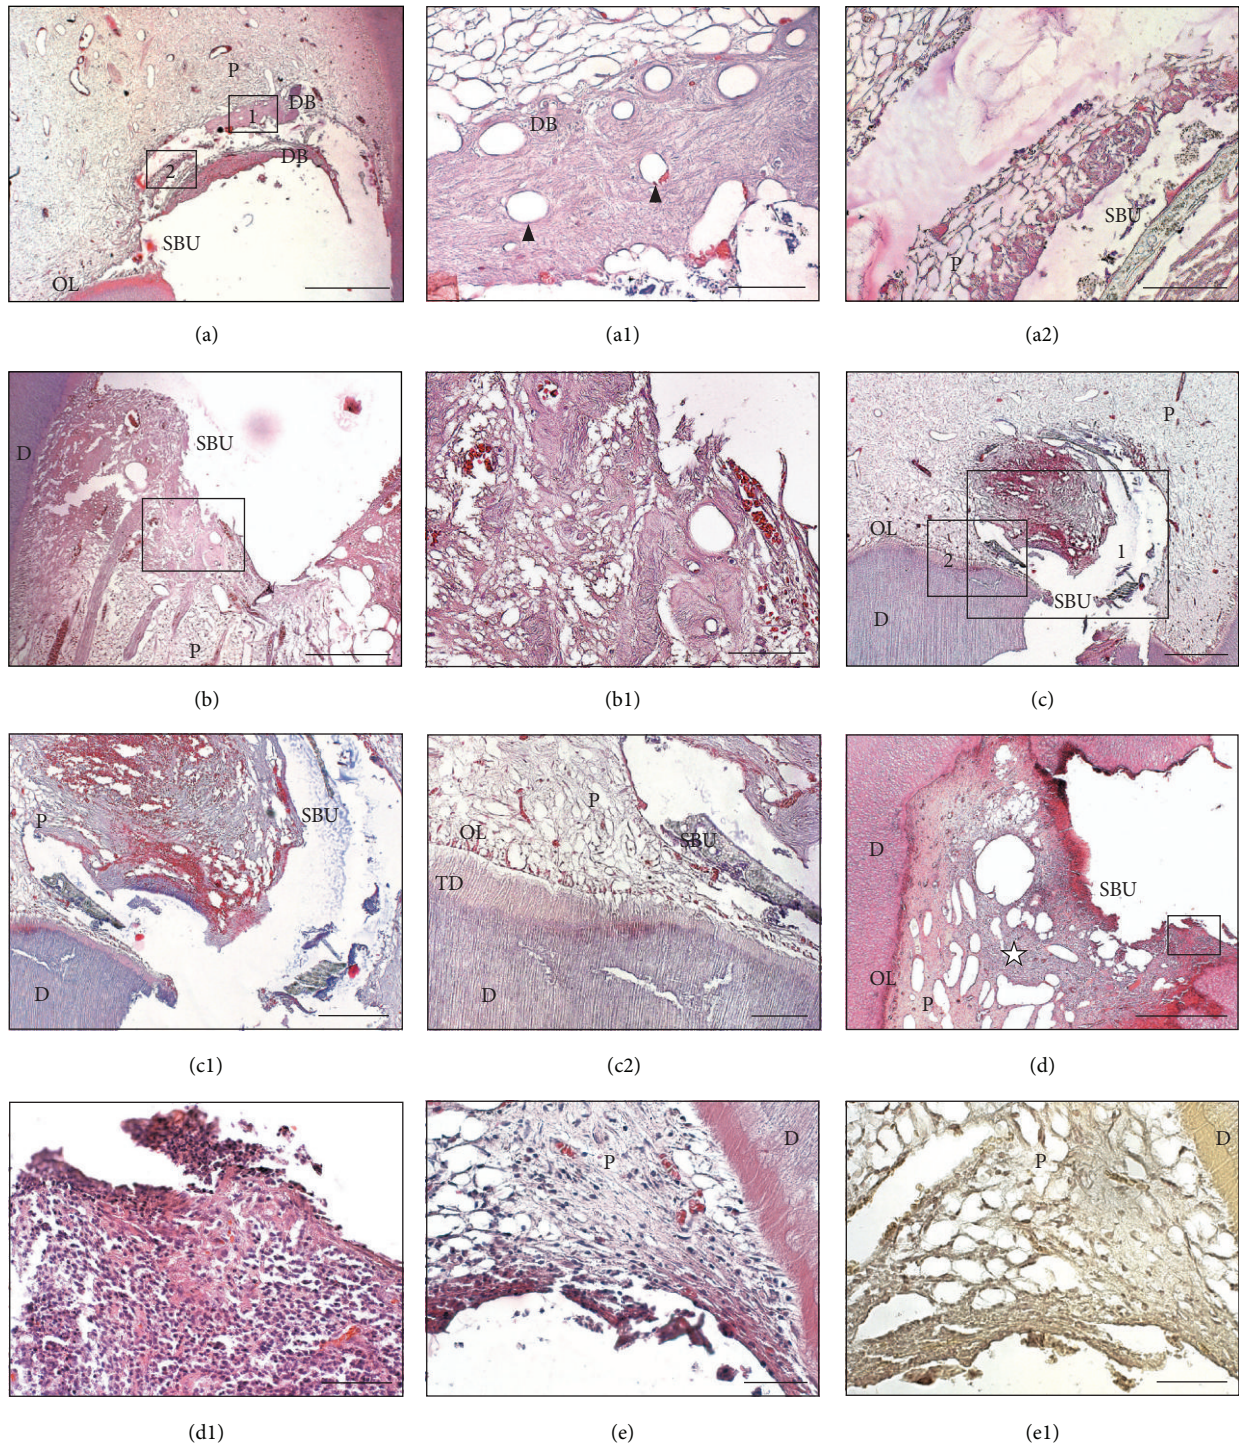 P
DB
1
DB
2
SBU
OL
(a)
DB
(a1)
SBU
P
(a2)
D
SBU
P
(b)
(b1)
P
OL
2
1
SBU
D
(c)
SBU
P
D
(c1)
P
OL
SBU
TD
D
(c2)
D
SBU
OL
P
(d)
(d1)
D
P
(e)
D
P
(e1)